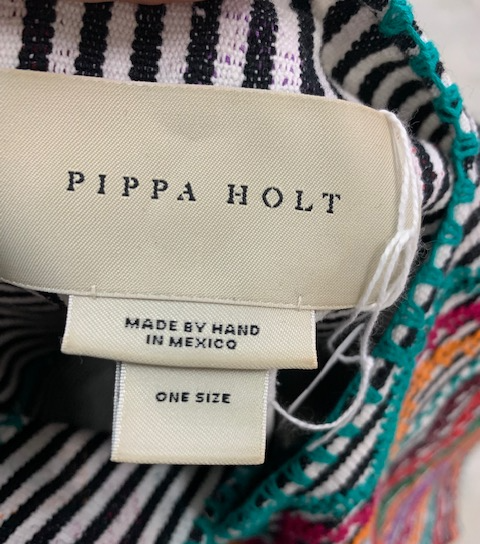 PIPPA HOLT
MADE BY HAND
IN MEXICO
ONE SIZE